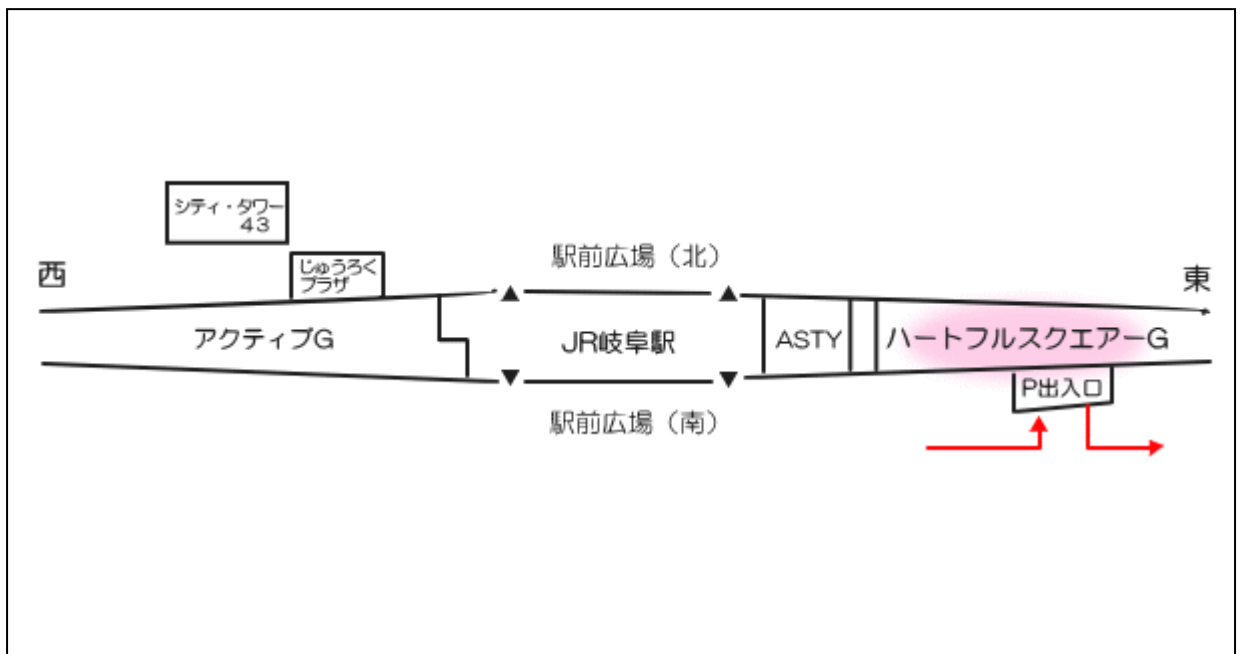 シティ・タワー
43
じゅうろく
プラザ
西
駅前広場（北）
東
アクティブG
JR岐阜駅
ASTY
ハートフルスクエアーG
P出入口
駅前広場（南）